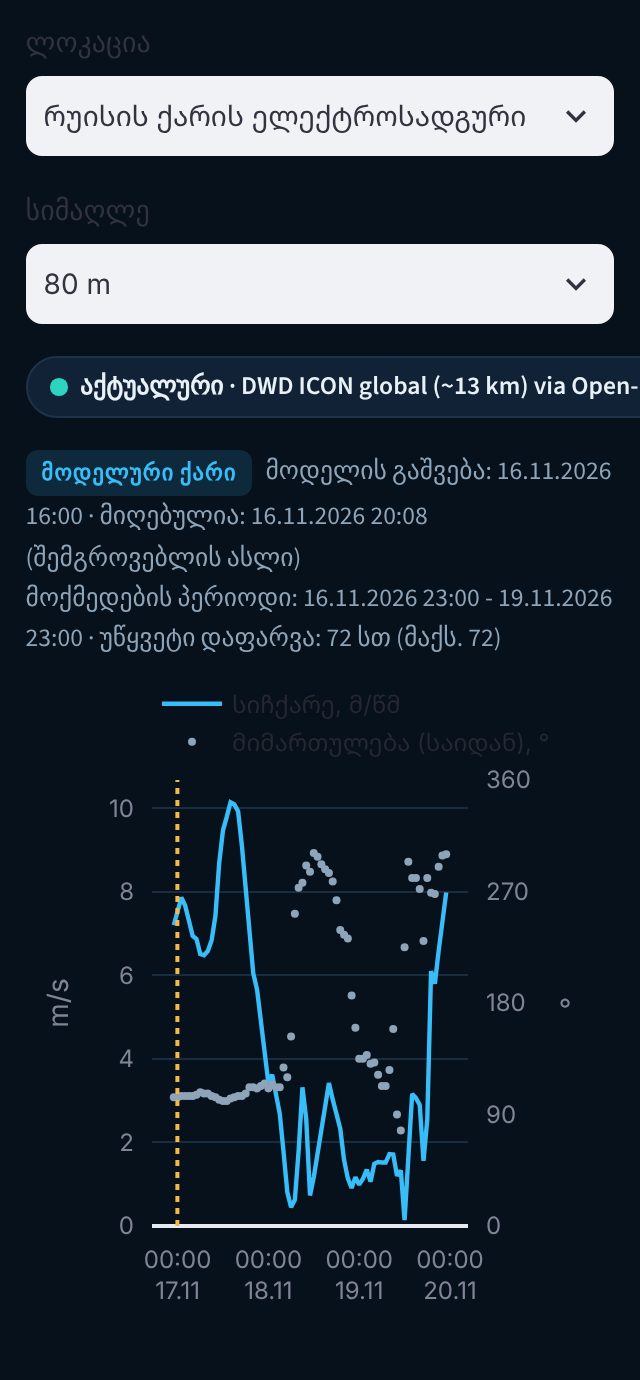 ლოკაცია
რუისის ქარის ელექტროსადგური
სიმაღლე
80 m
აქტუალური · DWD ICON global (~13 km) via Open-
მოდელური ქარი მოდელის გაშვება: 16.11.2026
16:00 · მიღებულია: 16.11.2026 20:08
(შემგროვებლის ასლი)
მოქმედების პერიოდი: 16.11.2026 23:00 - 19.11.2026
23:00 · უწყვეტი დაფარვა: 72 სთ (მაქს. 72)
სიჩქარე, მ/წმ
მიმართულება (საიდან), °
360
10
8 270
6
m/s 180 °
4
90
2
0 0
00:00 00:00 00:00 00:00
17.11 18.11 19.11 20.11